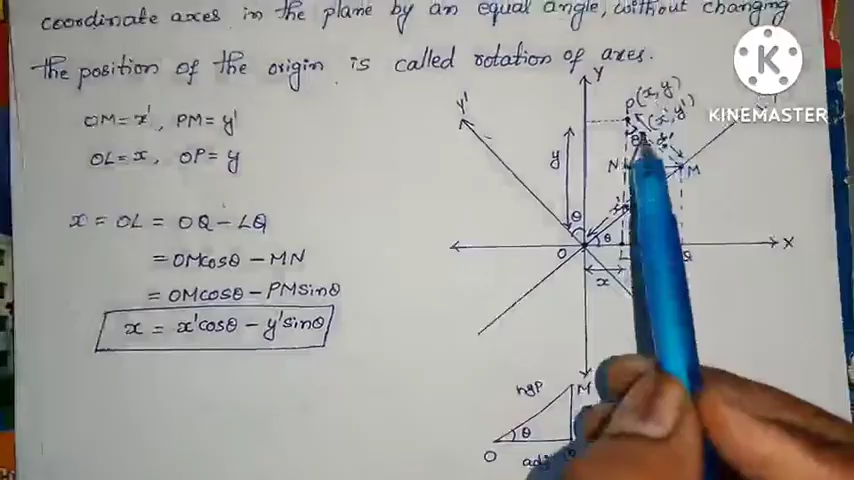 coordinate axes in the plane by an equal angle, without changing
the position of the origin is called rotation of axes.
OM = x', PM = y'
OL = x, OP = y
x = OL = OQ - LQ
= OMcosθ - MN
= OMcosθ - PMsinθ
x = x'cosθ - y'sinθ
Y
Y'
P(x, y)
(x', y')
K
KINEMASTER
y
θ
N
M
x'
θ
θ
O
X
x
Q
hyp
M
θ
O
adj